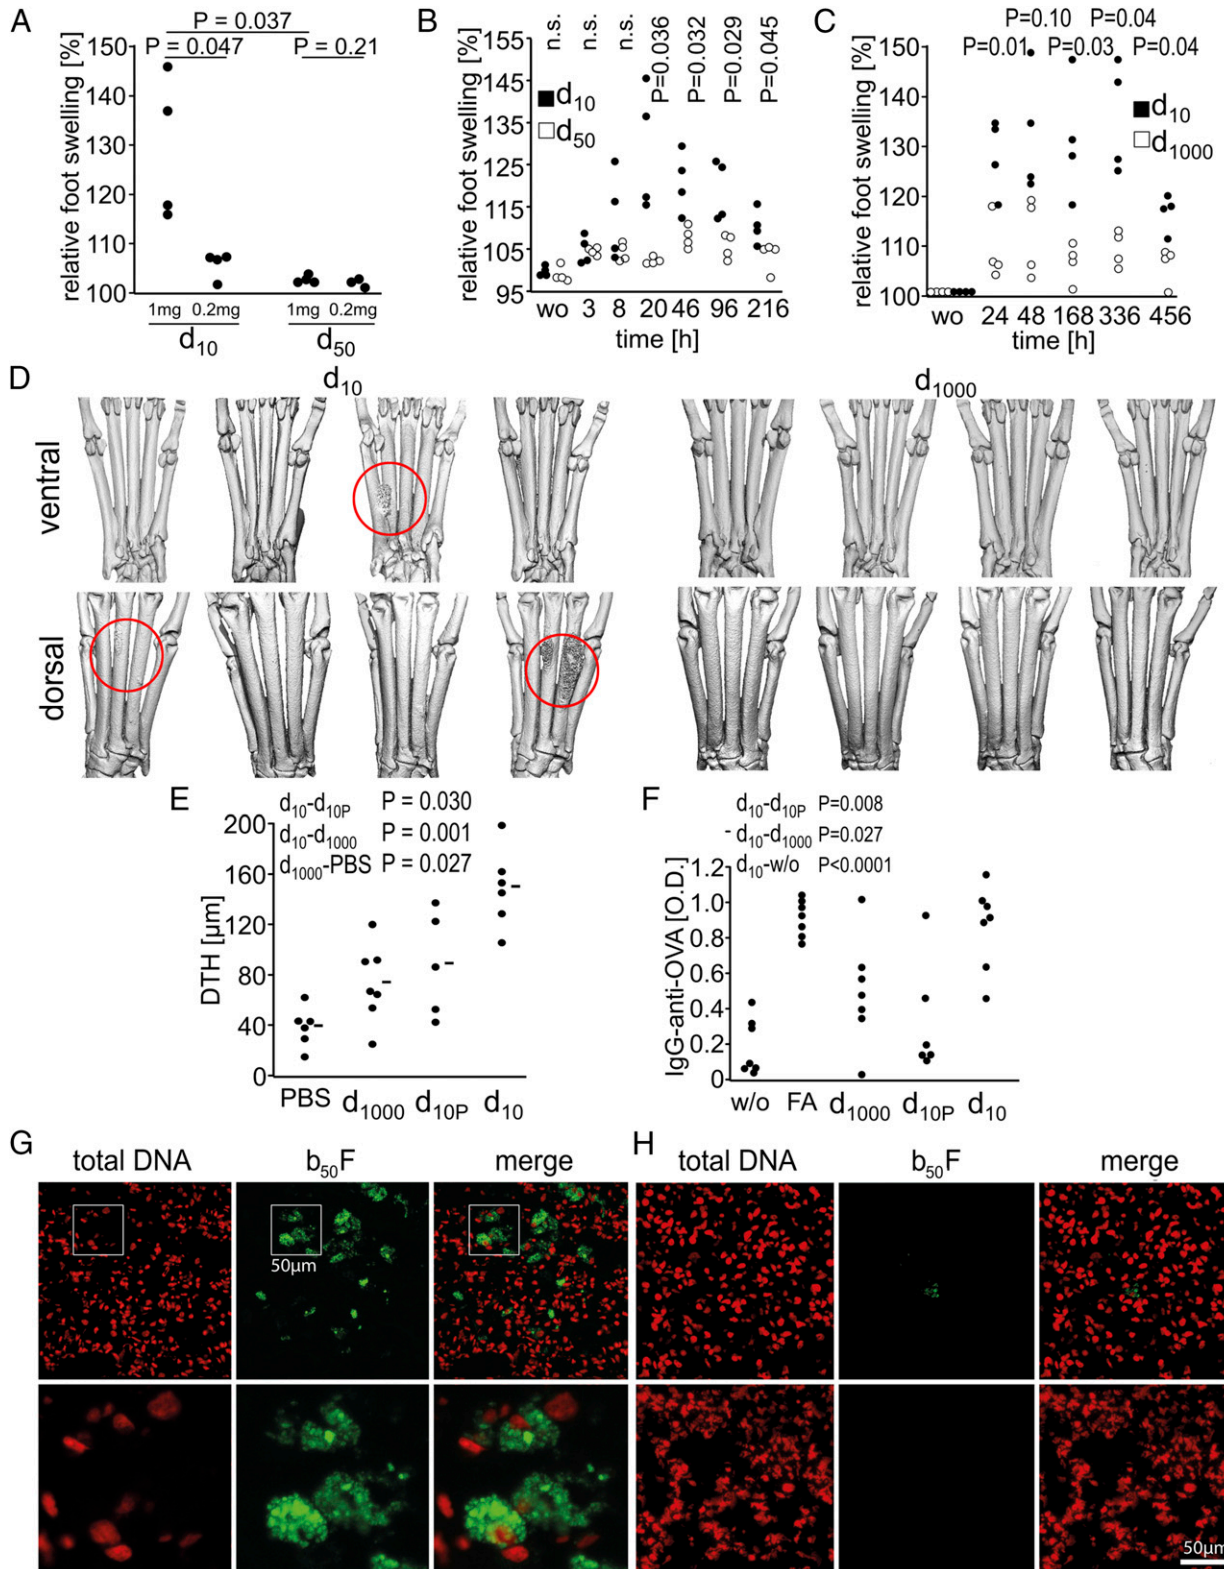 A
P = 0.037
P = 0.047
P = 0.21
relative foot swelling [%]
150
140
130
120
110
100
1mg 0.2mg
1mg 0.2mg
d10
d50
B
n.s.
n.s.
n.s.
P=0.036
P=0.032
P=0.029
P=0.045
relative foot swelling [%]
155
145
135
125
115
105
95
d10
d50
wo 3 8 20 46 96 216
time [h]
C
P=0.10 P=0.04
P=0.01 P=0.03 P=0.04
relative foot swelling [%]
150
140
130
120
110
100
d10
d1000
wo 24 48 168 336 456
time [h]
D
d10
d1000
ventral
dorsal
E
d10-d10P P = 0.030
d10-d1000 P = 0.001
d1000-PBS P = 0.027
DTH [µm]
200
160
120
80
40
0
PBS d1000 d10P d10
F
d10-d10P P=0.008
d10-d1000 P=0.027
d10-w/o P<0.0001
IgG-anti-OVA [O.D.]
1.2
1.0
0.8
0.6
0.4
0.2
0
w/o FA d1000 d10P d10
G
total DNA b50F merge
50µm
H
total DNA b50F merge
50µm